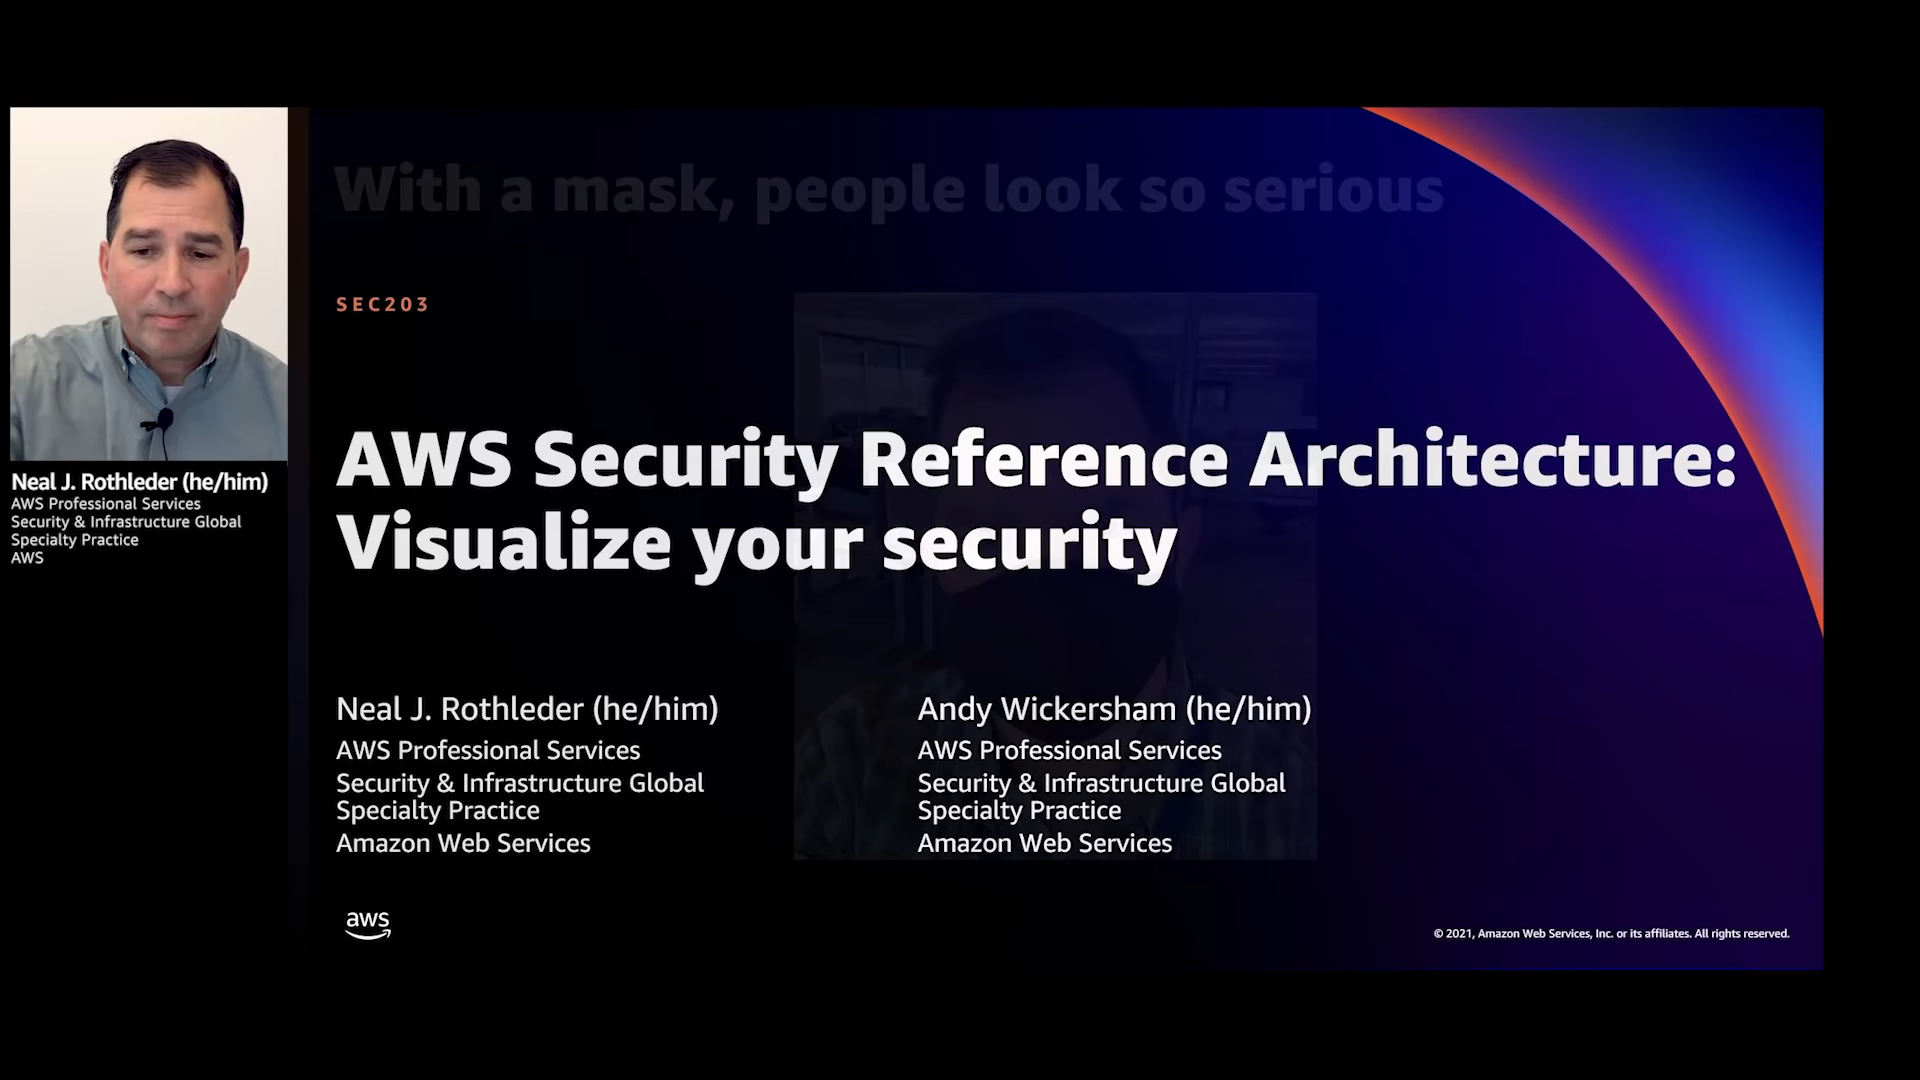 Neal J. Rothleder (he/him)
AWS Professional Services
Security & Infrastructure Global
Specialty Practice
AWS
With a mask, people look so serious
SEC203
AWS Security Reference Architecture:
Visualize your security
Neal J. Rothleder (he/him)
AWS Professional Services
Security & Infrastructure Global
Specialty Practice
Amazon Web Services
Andy Wickersham (he/him)
AWS Professional Services
Security & Infrastructure Global
Specialty Practice
Amazon Web Services
aws
© 2021, Amazon Web Services, Inc. or its affiliates. All rights reserved.